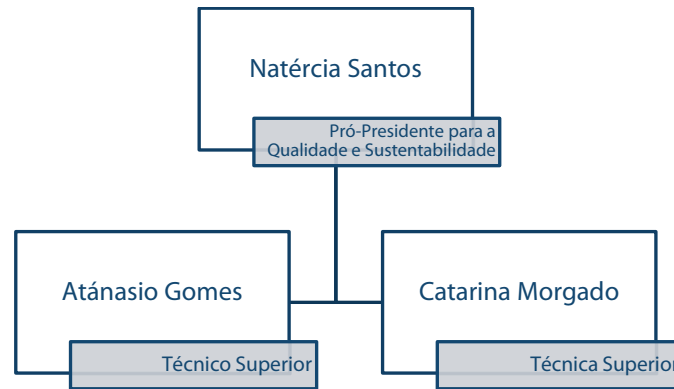 Natércia Santos
Pró-Presidente para a
Qualidade e Sustentabilidade
Atánasio Gomes
Técnico Superior
Catarina Morgado
Técnica Superior